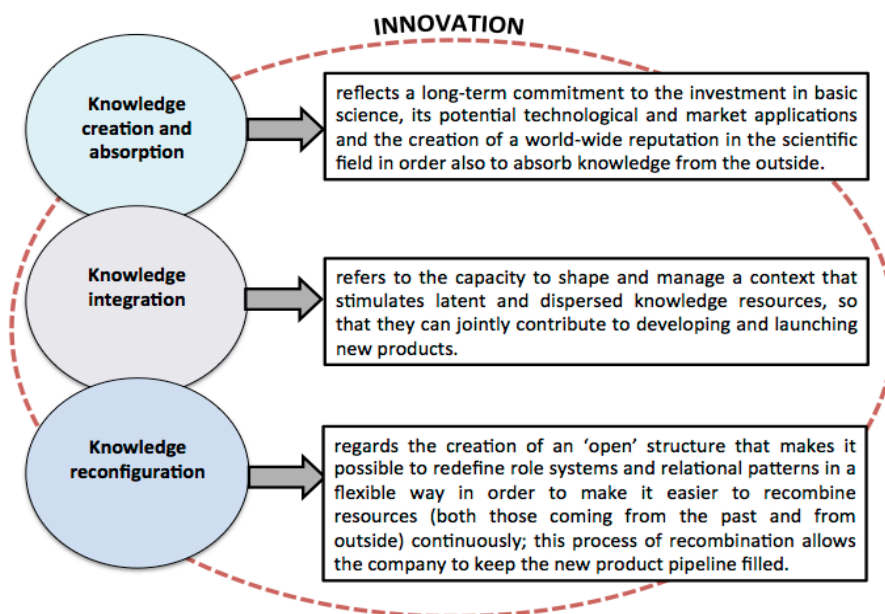 INNOVATION
Knowledge
creation and
absorption
reflects a long-term commitment to the investment in basic
science, its potential technological and market applications
and the creation of a world-wide reputation in the scientific
field in order also to absorb knowledge from the outside.
Knowledge
integration
refers to the capacity to shape and manage a context that
stimulates latent and dispersed knowledge resources, so
that they can jointly contribute to developing and launching
new products.
Knowledge
reconfiguration
regards the creation of an ‘open’ structure that makes it
possible to redefine role systems and relational patterns in a
flexible way in order to make it easier to recombine
resources (both those coming from the past and from
outside) continuously; this process of recombination allows
the company to keep the new product pipeline filled.